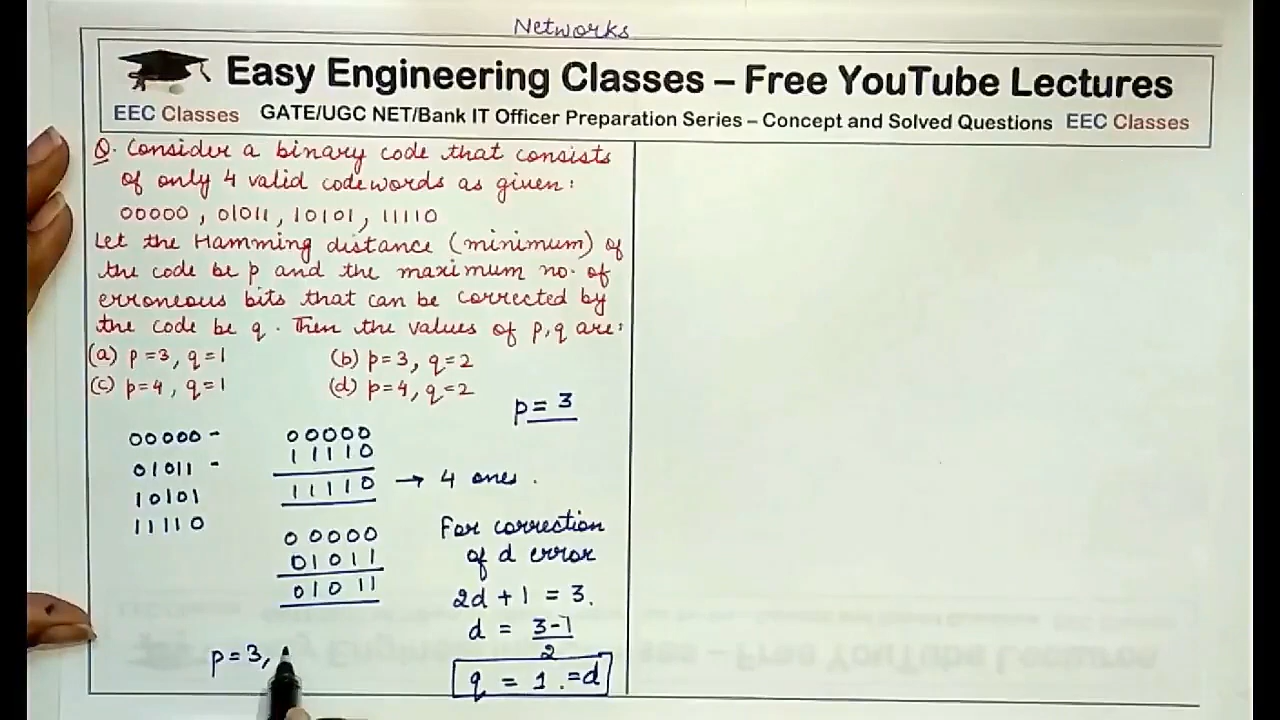 Networks
Easy Engineering Classes – Free YouTube Lectures
EEC Classes GATE/UGC NET/Bank IT Officer Preparation Series – Concept and Solved Questions EEC Classes
Q. Consider a binary code that consists
of only 4 valid codewords as given:
00000, 01011, 10101, 11110
Let the Hamming distance (minimum) of
the code be p and the maximum no. of
erroneous bits that can be corrected by
the code be q. Then the values of p,q are:
(a) p=3, q=1 (b) p=3, q=2
(c) p=4, q=1 (d) p=4, q=2
p = 3
00000 -
01011 -
10101
11110
00000
11110
11110 → 4 ones.
00000
01011
01011
For correction
of d error
2d + 1 = 3.
d = 3-1
2
q = 1. = d
p = 3,